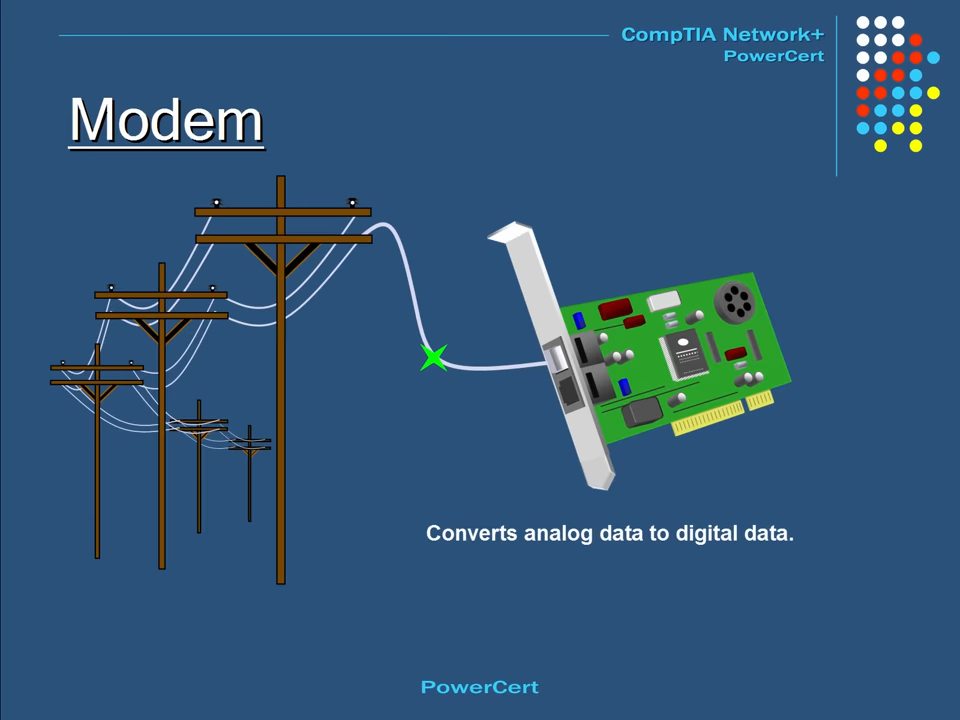 CompTIA Network+
PowerCert
Modem
Converts analog data to digital data.
PowerCert